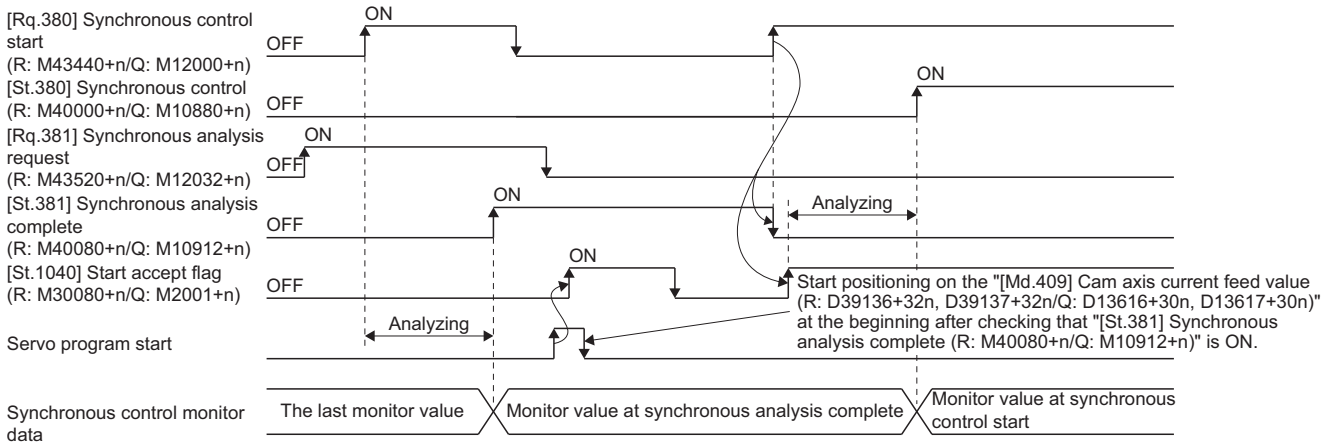 [Rq.380] Synchronous control
start
(R: M43440+n/Q: M12000+n)
OFF
ON
[St.380] Synchronous control
(R: M40000+n/Q: M10880+n)
OFF
ON
[Rq.381] Synchronous analysis
request
(R: M43520+n/Q: M12032+n)
OFF
ON
[St.381] Synchronous analysis
complete
(R: M40080+n/Q: M10912+n)
OFF
ON
Analyzing
[St.1040] Start accept flag
(R: M30080+n/Q: M2001+n)
OFF
ON
Start positioning on the "[Md.409] Cam axis current feed value
(R: D39136+32n, D39137+32n/Q: D13616+30n, D13617+30n)"
at the beginning after checking that "[St.381] Synchronous
analysis complete (R: M40080+n/Q: M10912+n)" is ON.
Analyzing
Servo program start
Synchronous control monitor
data
The last monitor value
Monitor value at synchronous analysis complete
Monitor value at synchronous
control start